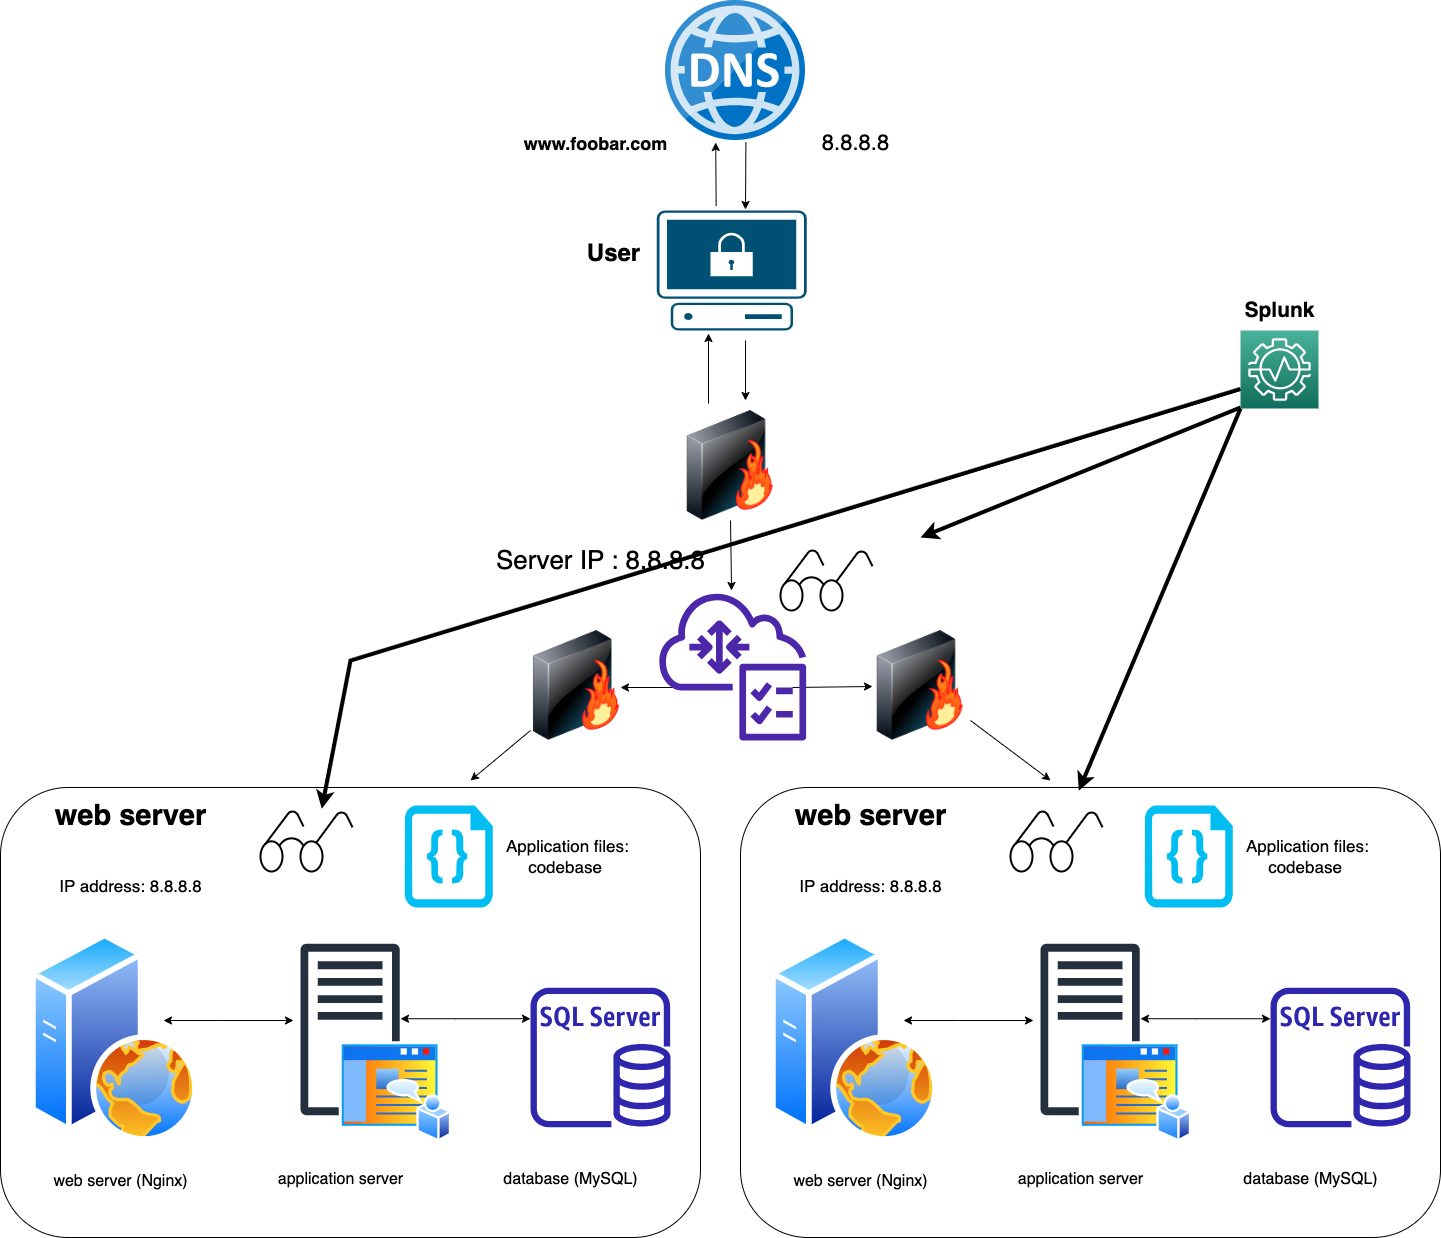 DNS
www.foobar.com
8.8.8.8
User
Splunk
Server IP : 8.8.8.8
web server
IP address: 8.8.8.8
Application files:
codebase
SQL Server
web server (Nginx)
application server
database (MySQL)
web server
IP address: 8.8.8.8
Application files:
codebase
SQL Server
web server (Nginx)
application server
database (MySQL)